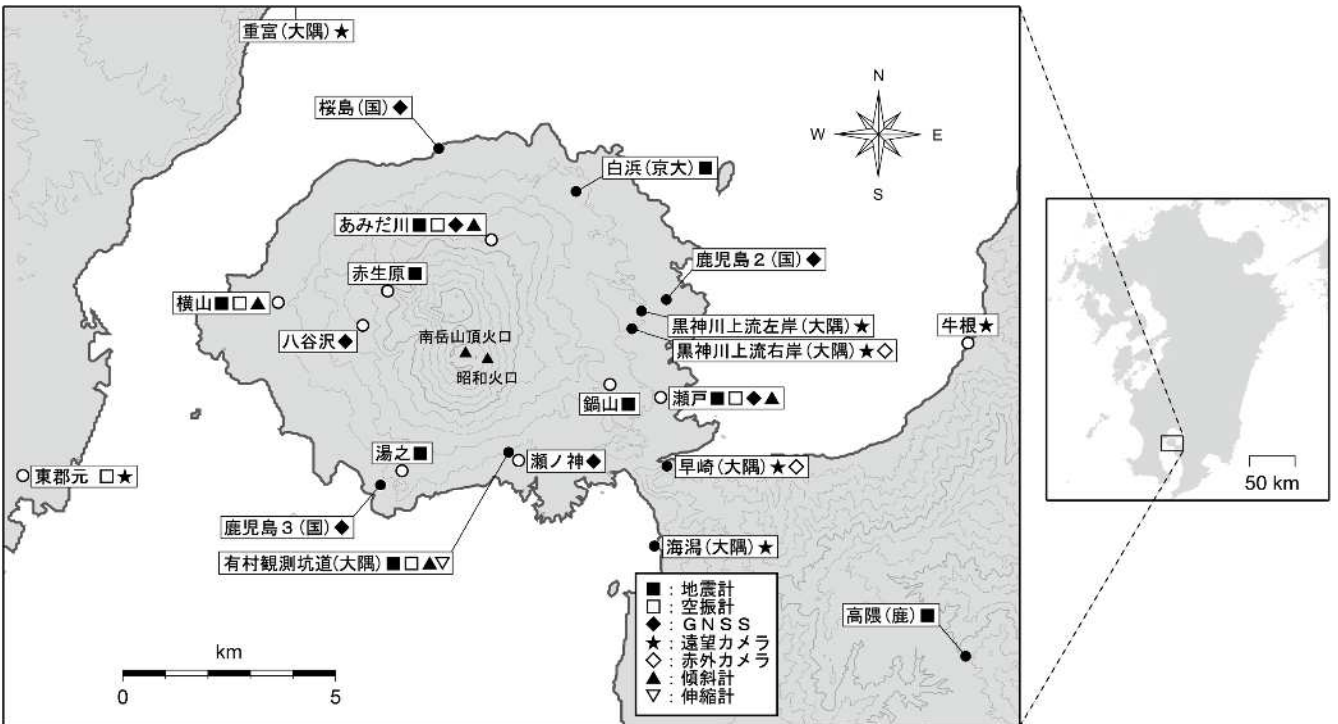 重富(大隅)★
桜島(国)◆
N
W E
S
白浜(京大)■
あみだ川■□◆▲
鹿児島2(国)◆
赤生原■
横山■□▲
黒神川上流左岸(大隅)★
牛根★
八谷沢◆
南岳山頂火口
黒神川上流右岸(大隅)★◇
昭和火口
鍋山■
瀬戸■□◆▲
湯之■
瀬ノ神◆
早崎(大隅)★◇
東郡元 □★
50 km
鹿児島3(国)◆
海潟(大隅)★
有村観測坑道(大隅)■□▲▽
■:地震計
□:空振計
◆:GNSS
★:遠望カメラ
◇:赤外カメラ
▲:傾斜計
▽:伸縮計
高隈(鹿)■
km
0 5